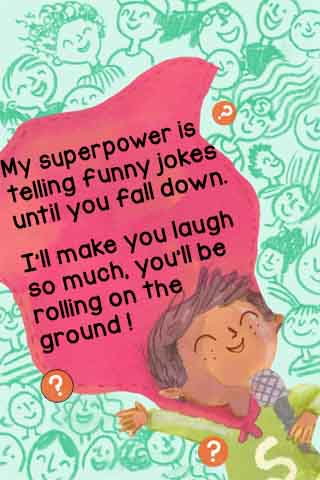 My superpower is
telling funny jokes
until you fall down.
I'll make you laugh
so much, you'll be
rolling on the
ground !
?
?
?
S